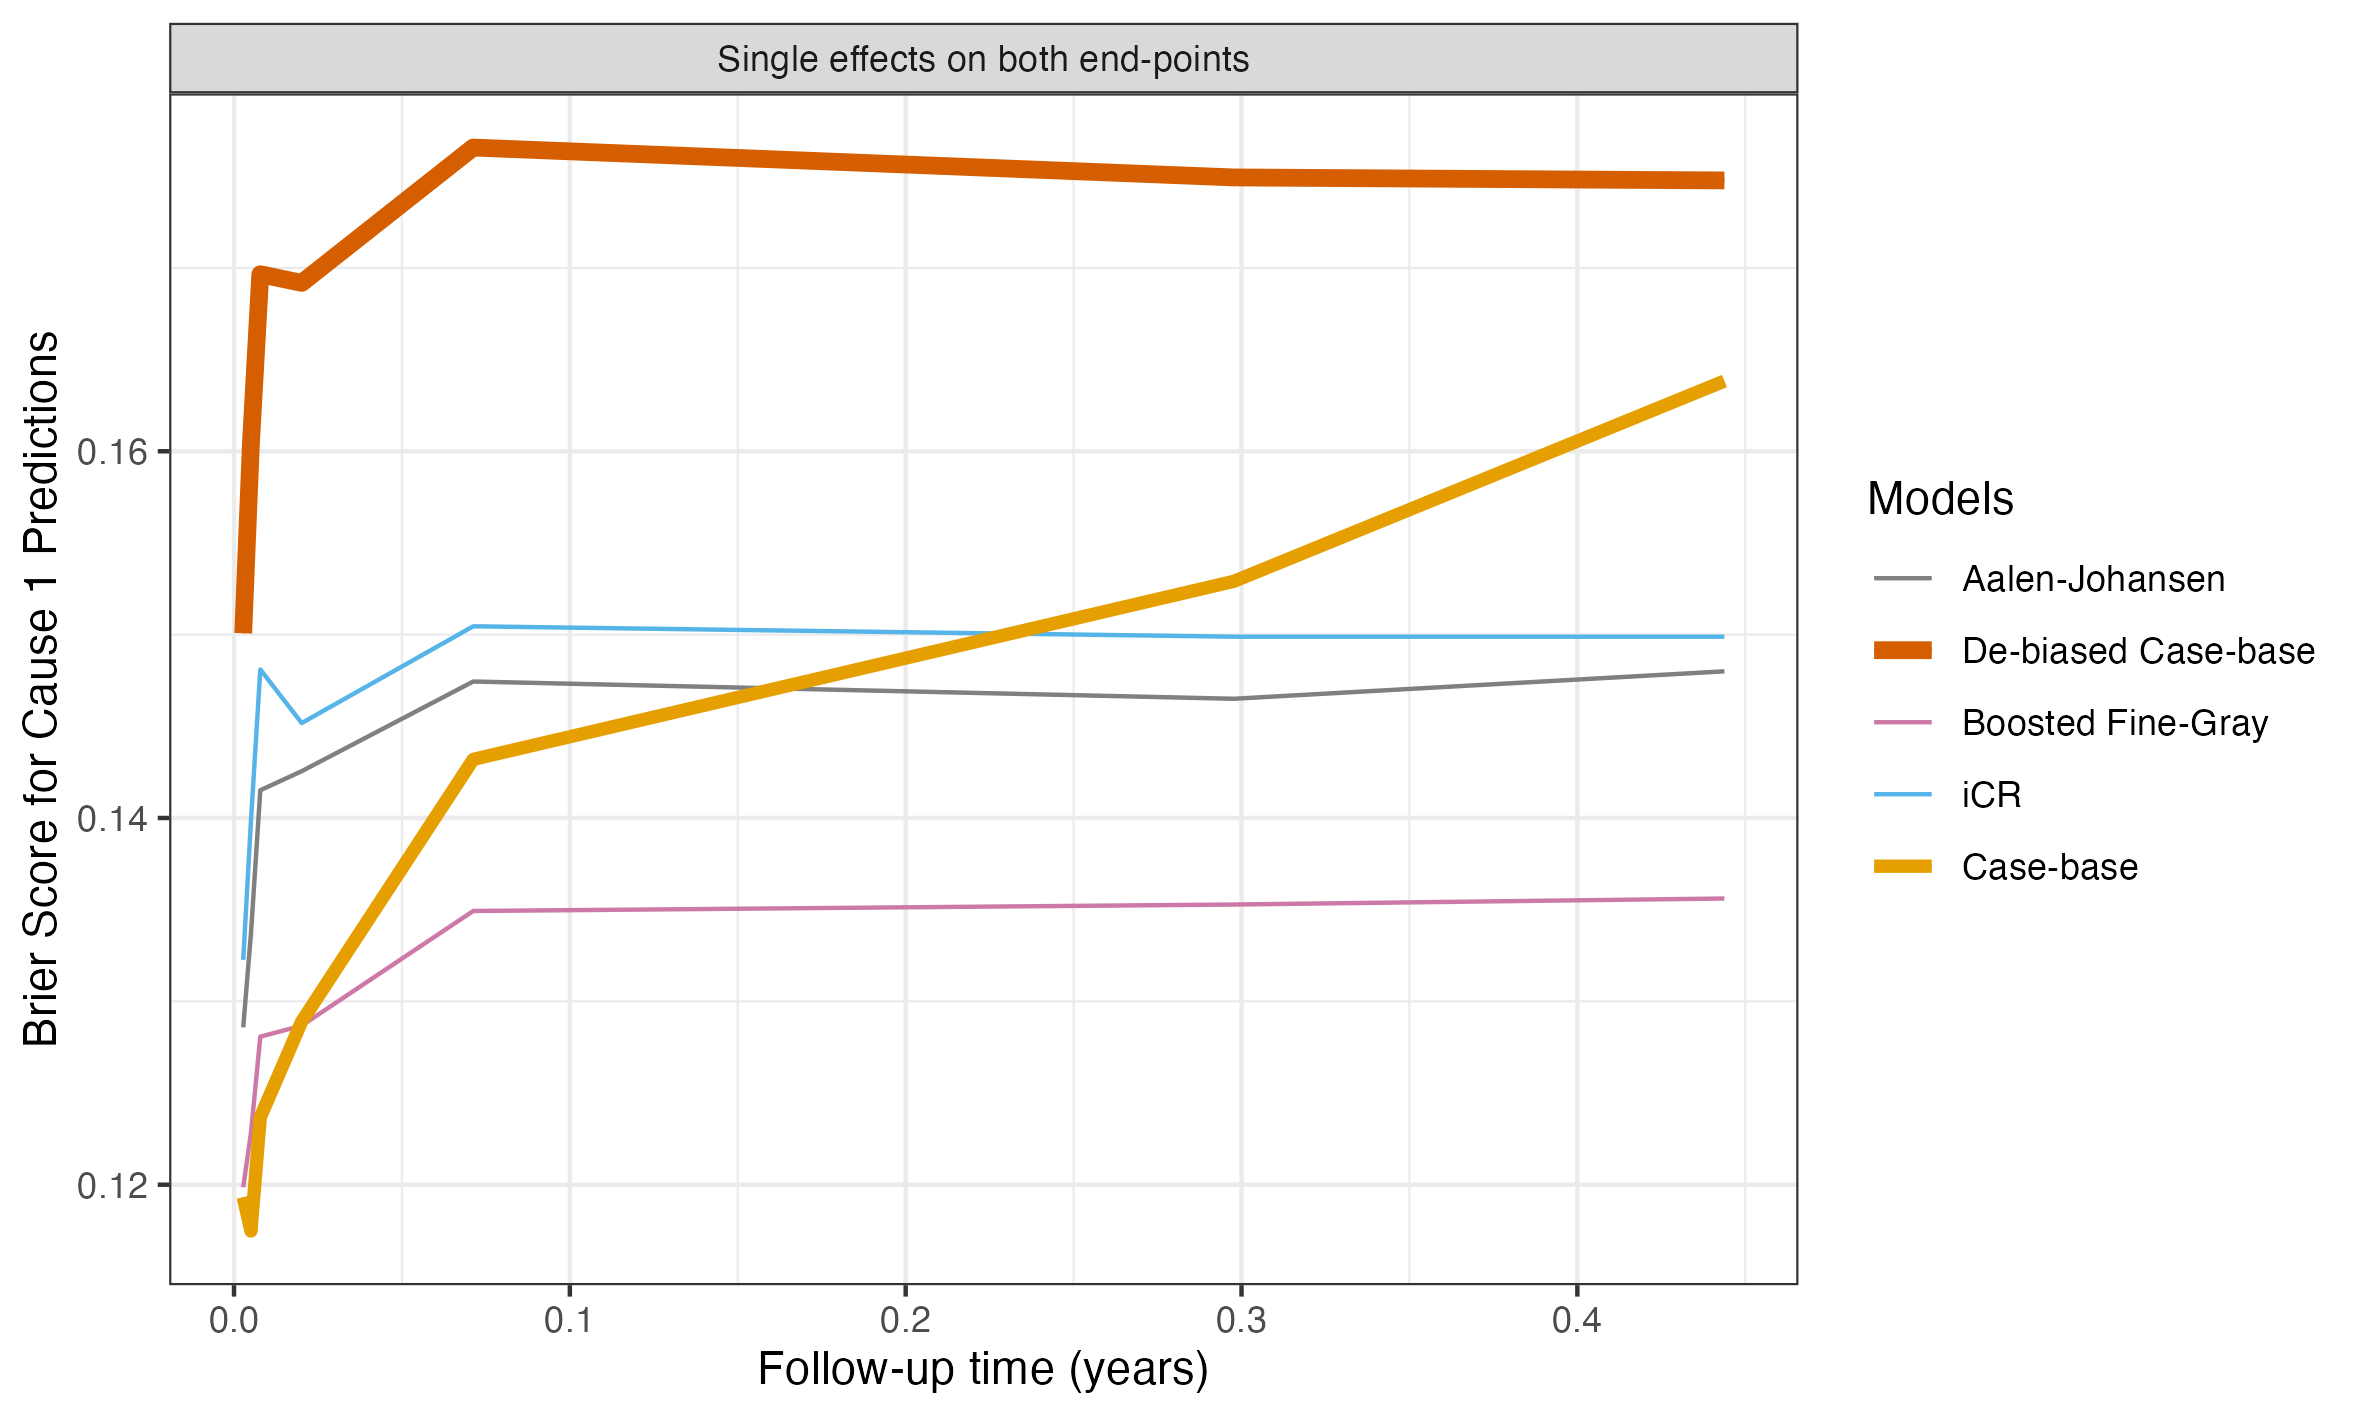 Single effects on both end-points
Brier Score for Cause 1 Predictions
0.16
0.14
0.12
0.0 0.1 0.2 0.3 0.4
Follow-up time (years)
Models
Aalen-Johansen
De-biased Case-base
Boosted Fine-Gray
iCR
Case-base